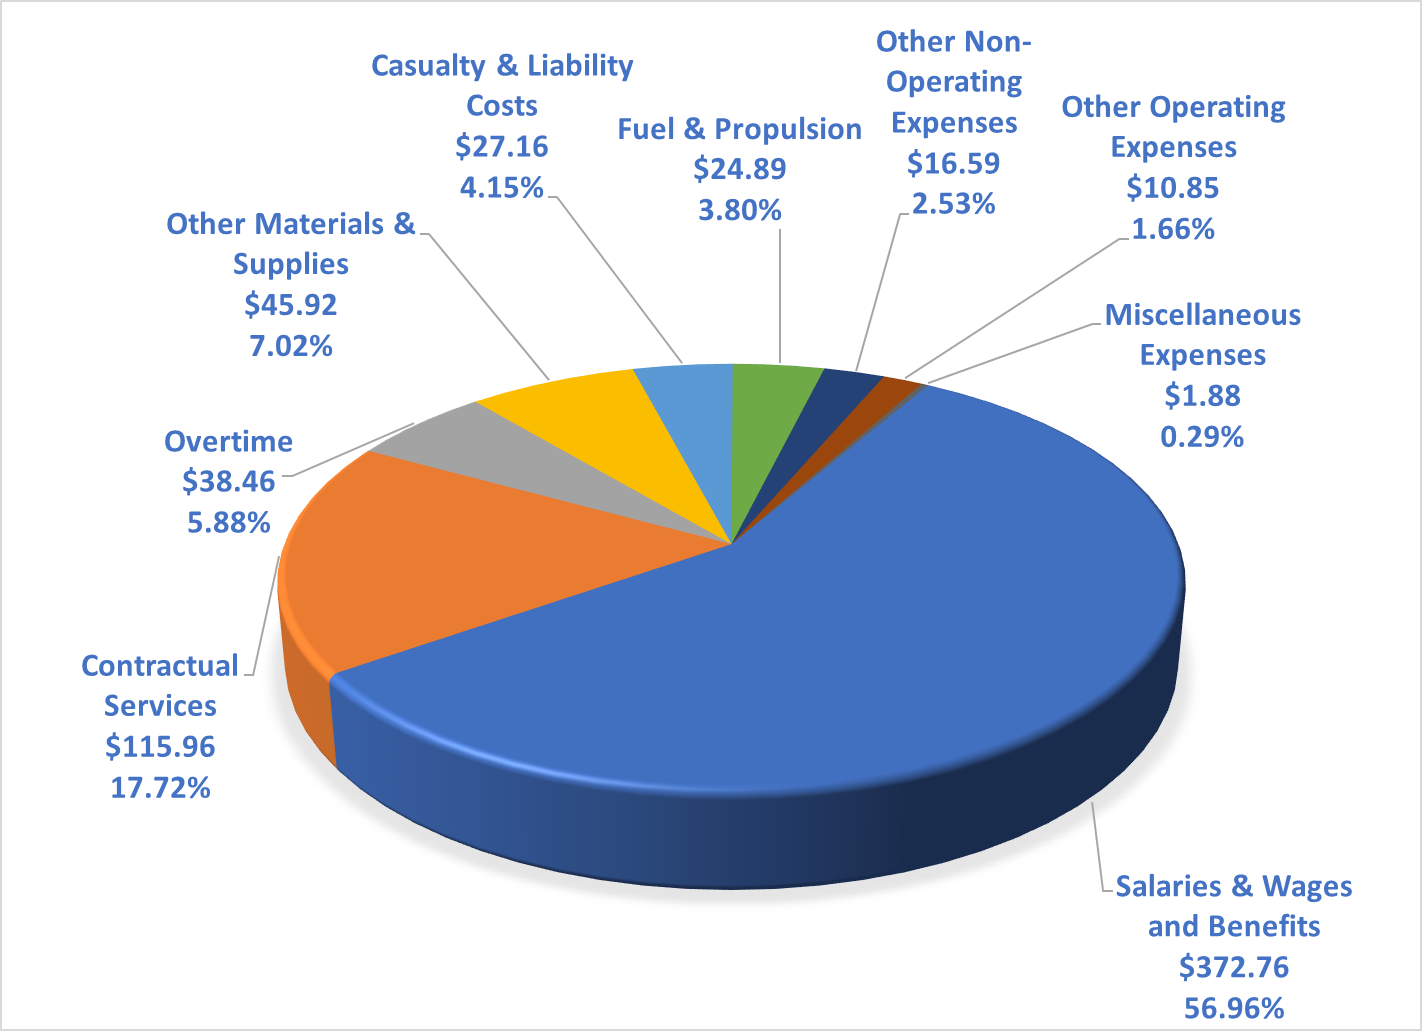 Casualty & Liability
Costs
$27.16
4.15%
Fuel & Propulsion
$24.89
3.80%
Other Non-
Operating
Expenses
$16.59
2.53%
Other Operating
Expenses
$10.85
1.66%
Other Materials &
Supplies
$45.92
7.02%
Miscellaneous
Expenses
$1.88
0.29%
Overtime
$38.46
5.88%
Contractual
Services
$115.96
17.72%
Salaries & Wages
and Benefits
$372.76
56.96%